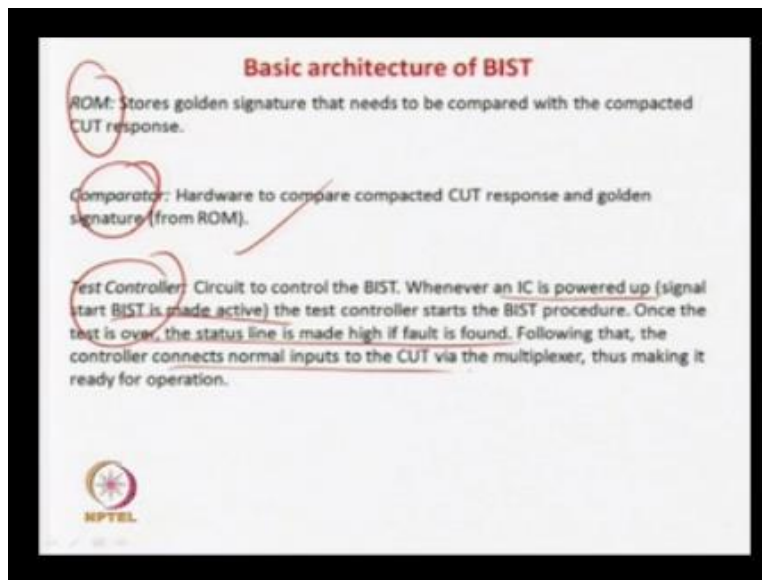 Basic architecture of BIST
ROM: Stores golden signature that needs to be compared with the compacted
CUT response.
Comparator: Hardware to compare compacted CUT response and golden
signature (from ROM).
Test Controller: Circuit to control the BIST. Whenever an IC is powered up (signal
start BIST is made active) the test controller starts the BIST procedure. Once the
test is over, the status line is made high if fault is found. Following that, the
controller connects normal inputs to the CUT via the multiplexer, thus making it
ready for operation.
NPTEL